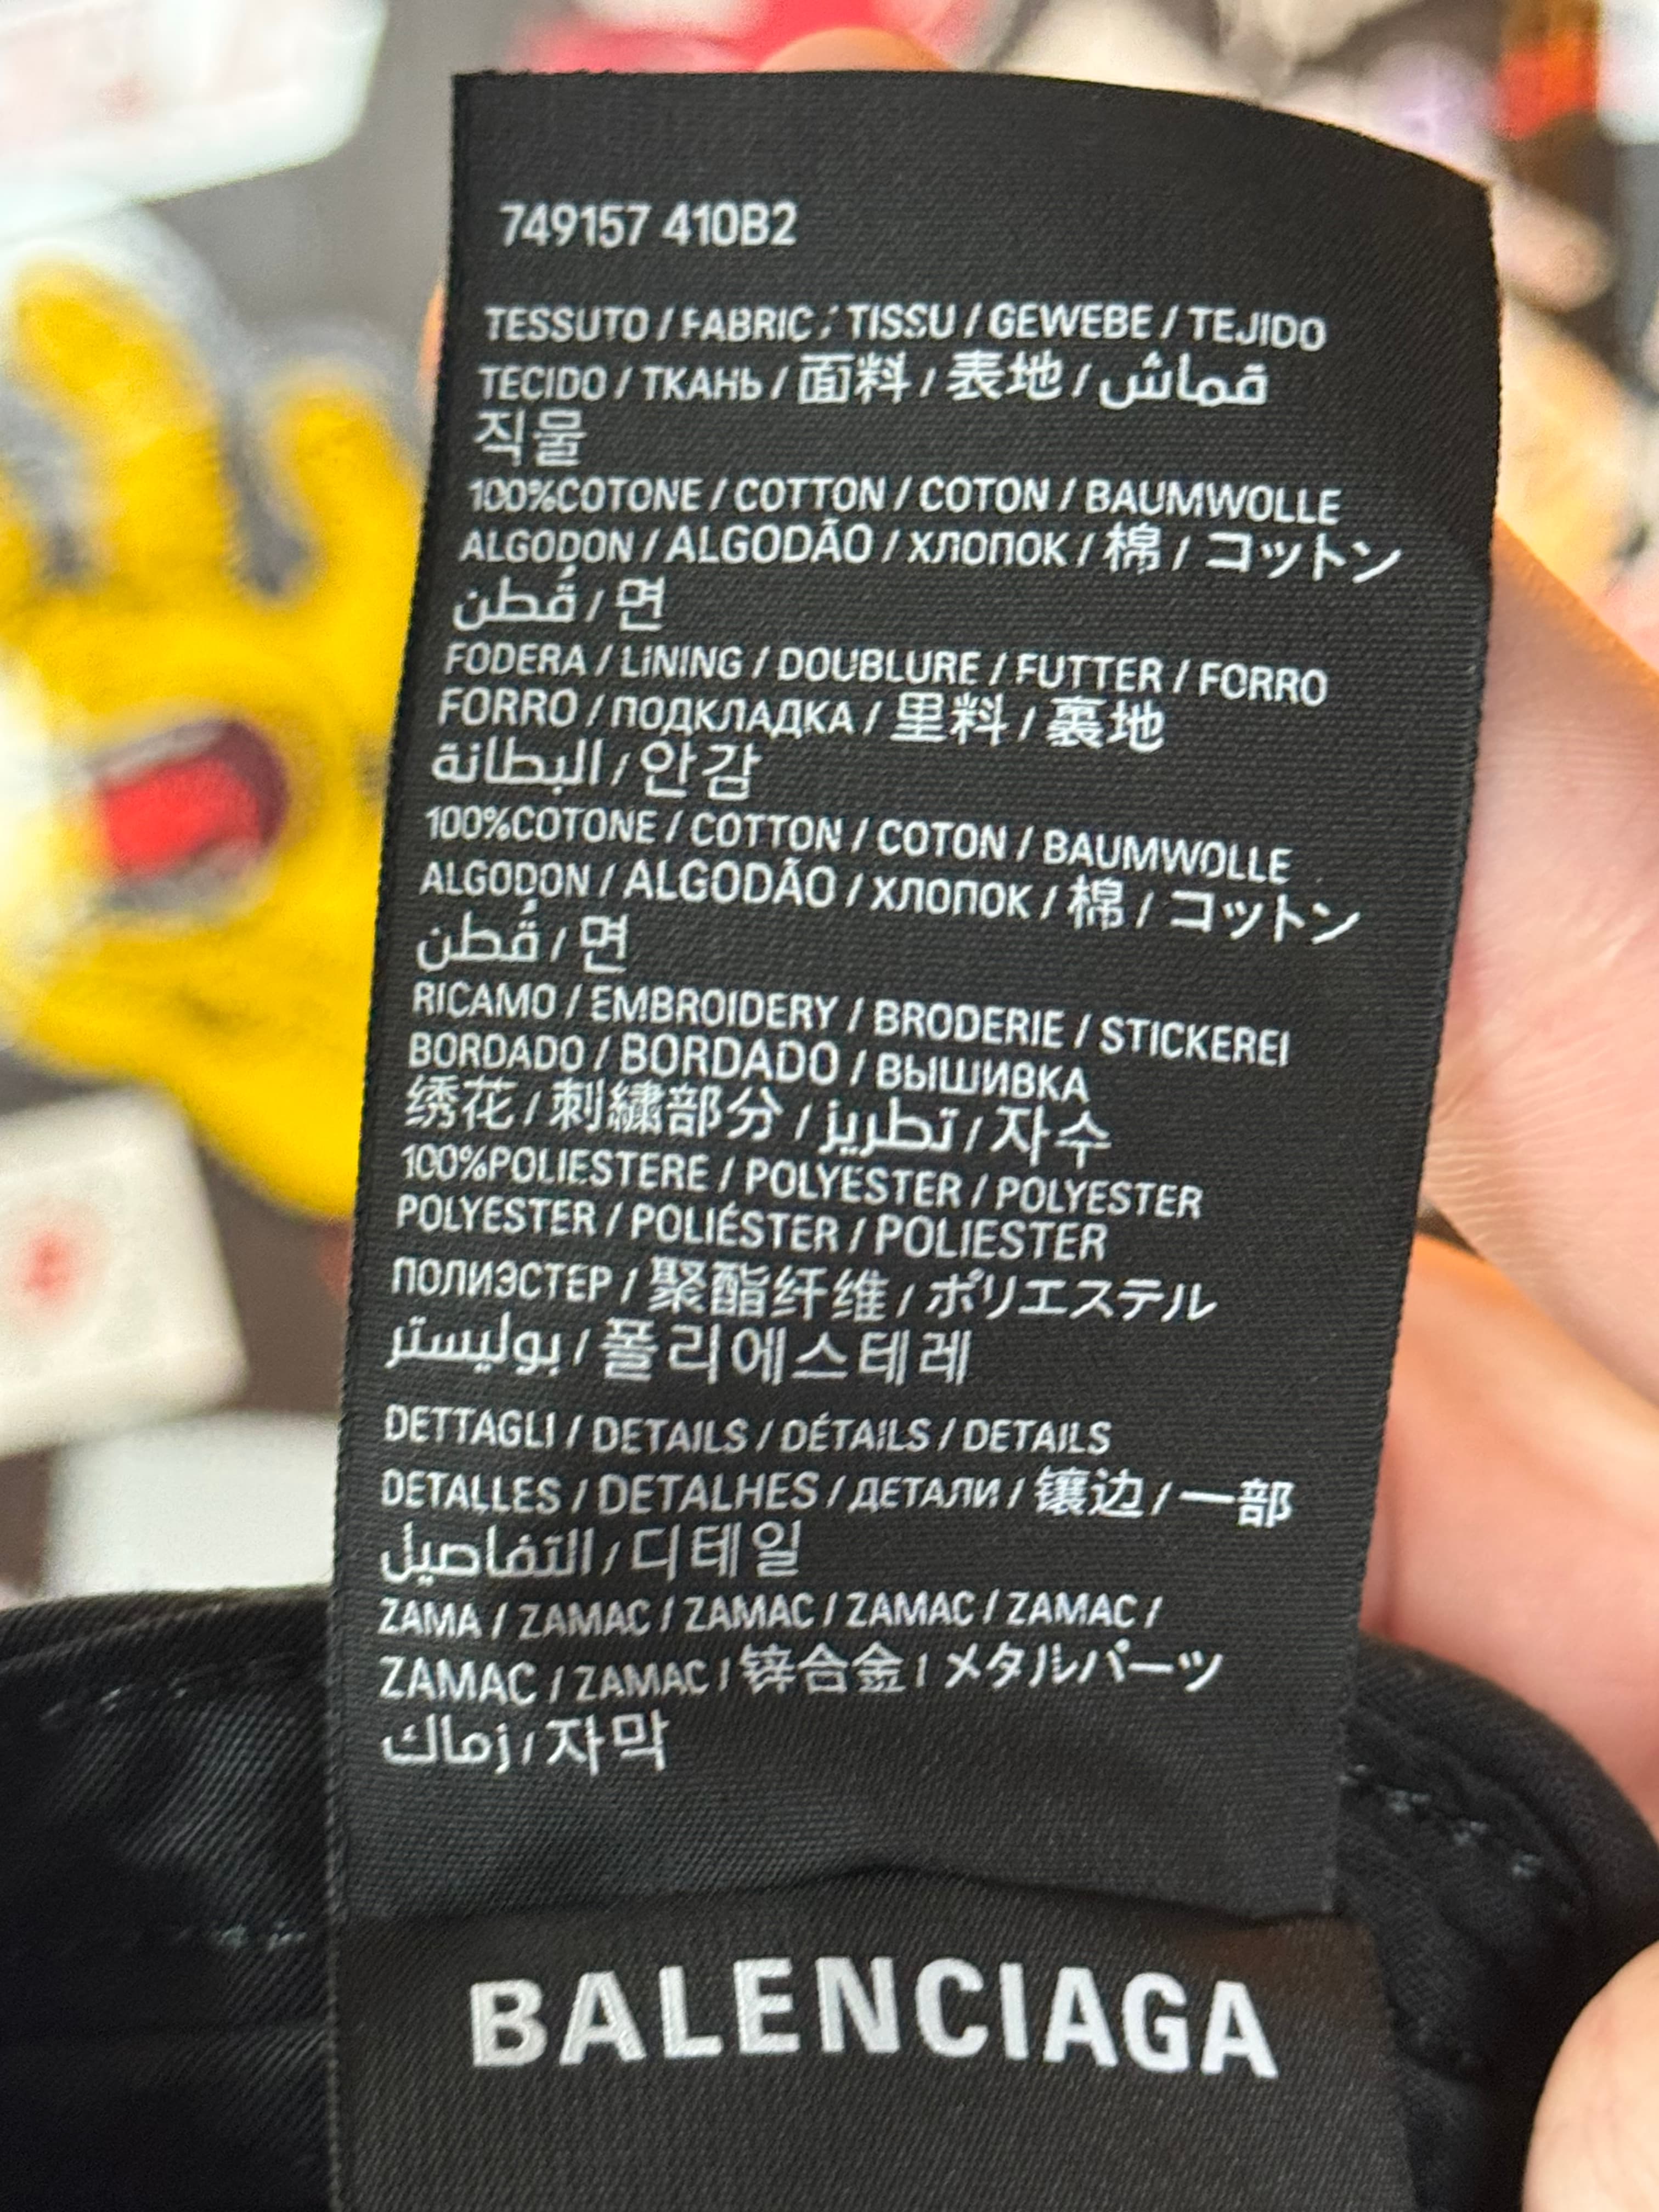 749157 410B2
TESSUTO / FABRIC / TISSU / GEWEBE / TEJIDO
TECIDO / ТКАНЬ / 面料 / 表地 / قماش
직물
100%COTONE / COTTON / COTON / BAUMWOLLE
ALGODON / ALGODÃO / ХЛОПОК / 棉 / コットン
قُطن / 면
FODERA / LINING / DOUBLURE / FUTTER / FORRO
FORRO / ПОДКЛАДКА / 里料 / 裏地
البطانة / 안감
100%COTONE / COTTON / COTON / BAUMWOLLE
ALGODON / ALGODÃO / ХЛОПОК / 棉 / コットン
قُطن / 면
RICAMO / EMBROIDERY / BRODERIE / STICKEREI
BORDADO / BORDADO / ВЫШИВКА
绣花 / 刺繍部分 / تطريز / 자수
100%POLIESTERE / POLYESTER / POLYESTER
POLYESTER / POLIÉSTER / POLIESTER
ПОЛИЭСТЕР / 聚酯纤维 / ポリエステル
بوليستر / 폴리에스테레
DETTAGLI / DETAILS / DÉTAILS / DETAILS
DETALLES / DETALHES / ДЕТАЛИ / 镶边 / 一部
التفاصيل / 디테일
ZAMA / ZAMAC / ZAMAC / ZAMAC / ZAMAC /
ZAMAC / ZAMAC / 锌合金 / メタルパーツ
زماك / 자막
BALENCIAGA